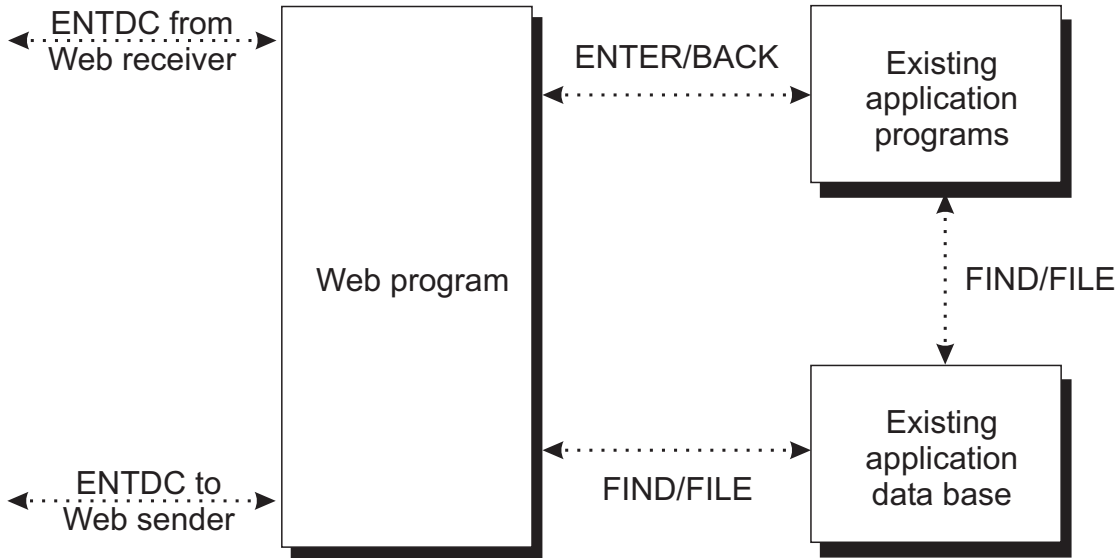 ENTDC from
Web receiver
ENTER/BACK
Existing
application
programs
Web program
FIND/FILE
ENTDC to
Web sender
FIND/FILE
Existing
application
data base